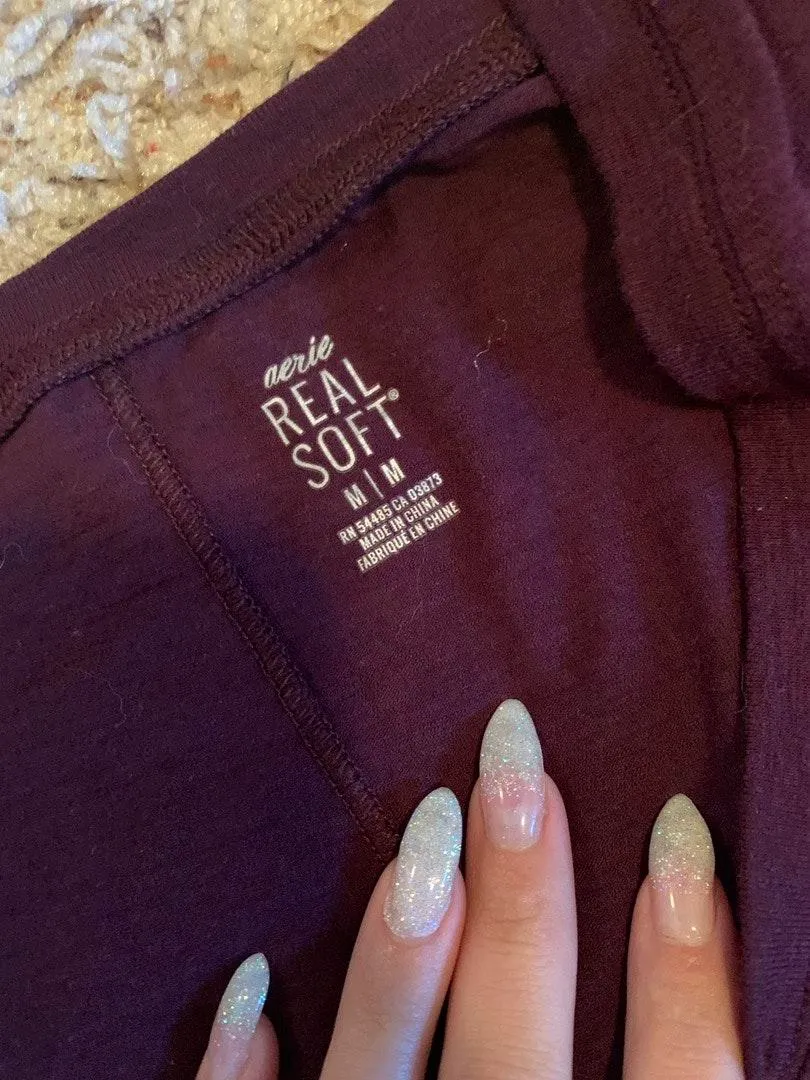 aerie
REAL
SOFT®
M | M
RN 54485 CA 03873
MADE IN CHINA
FABRIQUÉ EN CHINE